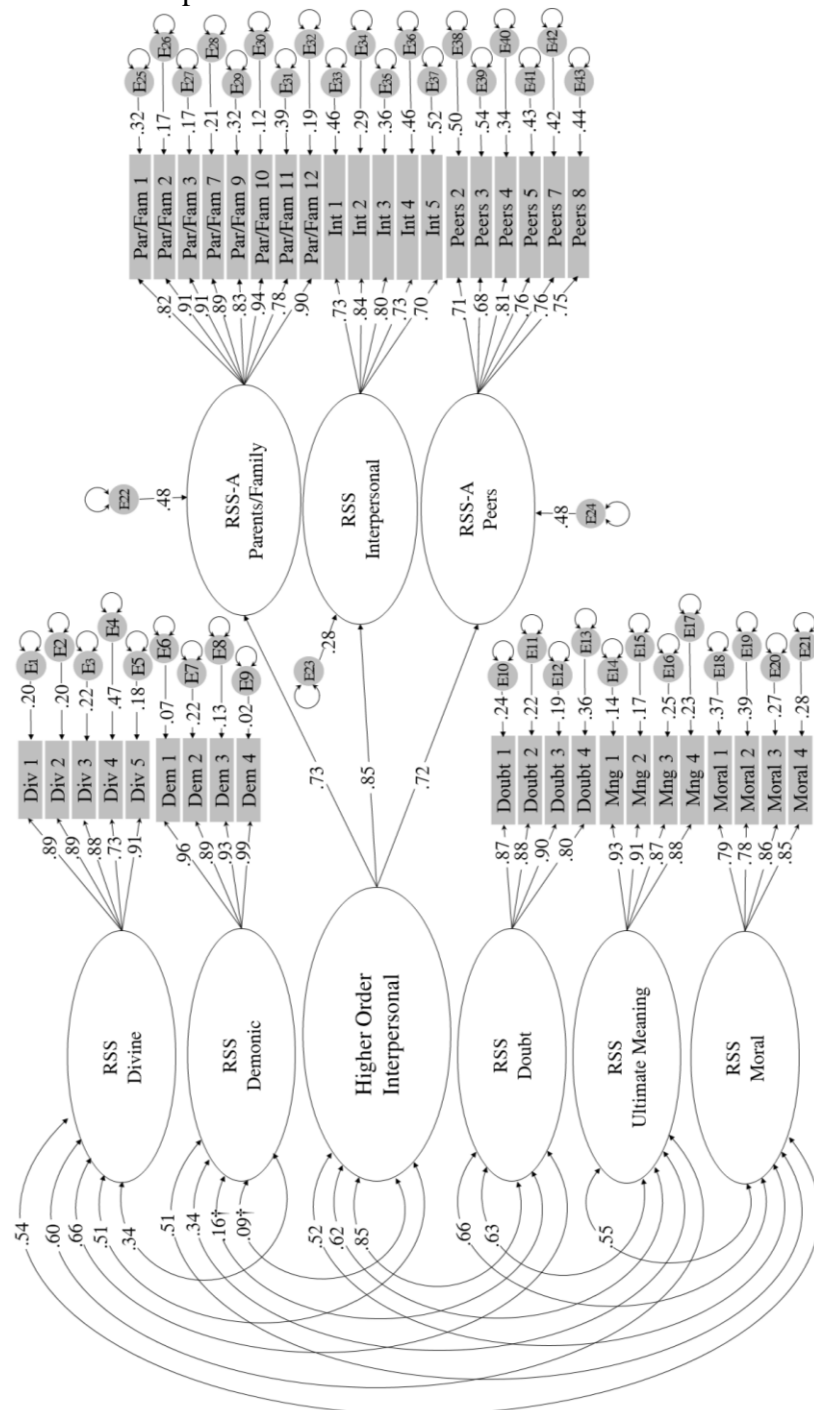 RSS
Divine
RSS
Demonic
Higher Order
Interpersonal
RSS
Doubt
RSS
Ultimate Meaning
RSS
Moral
.54
.60
.66
.51
.34
.51
.34
.16†
.09†
.52
.62
.85
.66
.63
.55
.89
.89
.88
.73
.91
Div 1
Div 2
Div 3
Div 4
Div 5
.20
.20
.22
.47
.18
E1
E2
E3
E4
E5
.96
.89
.93
.99
Dem 1
Dem 2
Dem 3
Dem 4
.07
.22
.13
.02
E6
E7
E8
E9
.73
.85
.72
.87
.88
.90
.80
Doubt 1
Doubt 2
Doubt 3
Doubt 4
.24
.22
.19
.36
E10
E11
E12
E13
.93
.91
.87
.88
Mng 1
Mng 2
Mng 3
Mng 4
.14
.17
.25
.23
E14
E15
E16
E17
.79
.78
.86
.85
Moral 1
Moral 2
Moral 3
Moral 4
.37
.39
.27
.28
E18
E19
E20
E21
E22
.48
RSS-A
Parents/Family
E23
.28
RSS
Interpersonal
E24
.48
RSS-A
Peers
.82
.91
.91
.89
.83
.94
.78
.90
Par/Fam 1
Par/Fam 2
Par/Fam 3
Par/Fam 7
Par/Fam 9
Par/Fam 10
Par/Fam 11
Par/Fam 12
.32
.17
.17
.21
.32
.12
.39
.19
E25
E26
E27
E28
E29
E30
E31
E32
.73
.84
.80
.73
.70
Int 1
Int 2
Int 3
Int 4
Int 5
.46
.29
.36
.46
.52
E33
E34
E35
E36
E37
.71
.68
.81
.76
.76
.75
Peers 2
Peers 3
Peers 4
Peers 5
Peers 7
Peers 8
.50
.54
.34
.43
.42
.44
E38
E39
E40
E41
E42
E43